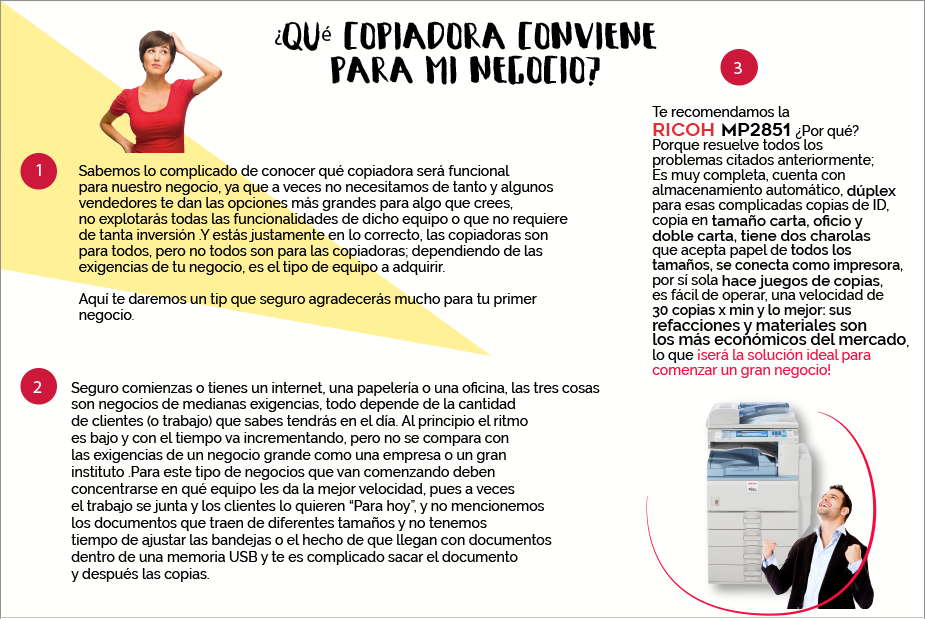 ¿QUé COPIADORA CONVIENE
PARA MI NEGOCIO?
1
Sabemos lo complicado de conocer qué copiadora será funcional
para nuestro negocio, ya que a veces no necesitamos de tanto y algunos
vendedores te dan las opciones más grandes para algo que crees,
no explotarás todas las funcionalidades de dicho equipo o que no requiere
de tanta inversión .Y estás justamente en lo correcto, las copiadoras son
para todos, pero no todos son para las copiadoras; dependiendo de las
exigencias de tu negocio, es el tipo de equipo a adquirir.
Aquí te daremos un tip que seguro agradecerás mucho para tu primer
negocio.
2
Seguro comienzas o tienes un internet, una papelería o una oficina, las tres cosas
son negocios de medianas exigencias, todo depende de la cantidad
de clientes (o trabajo) que sabes tendrás en el día. Al principio el ritmo
es bajo y con el tiempo va incrementando, pero no se compara con
las exigencias de un negocio grande como una empresa o un gran
instituto .Para este tipo de negocios que van comenzando deben
concentrarse en qué equipo les da la mejor velocidad, pues a veces
el trabajo se junta y los clientes lo quieren "Para hoy", y no mencionemos
los documentos que traen de diferentes tamaños y no tenemos
tiempo de ajustar las bandejas o el hecho de que llegan con documentos
dentro de una memoria USB y te es complicado sacar el documento
y después las copias.
3
Te recomendamos la
RICOH MP2851 ¿Por qué?
Porque resuelve todos los
problemas citados anteriormente;
Es muy completa, cuenta con
almacenamiento automático, dúplex
para esas complicadas copias de ID,
copia en tamaño carta, oficio y
doble carta, tiene dos charolas
que acepta papel de todos los
tamaños, se conecta como impresora,
por sí sola hace juegos de copias,
es fácil de operar, una velocidad de
30 copias x min y lo mejor: sus
refacciones y materiales son
los más económicos del mercado,
lo que ¡será la solución ideal para
comenzar un gran negocio!
RICOH